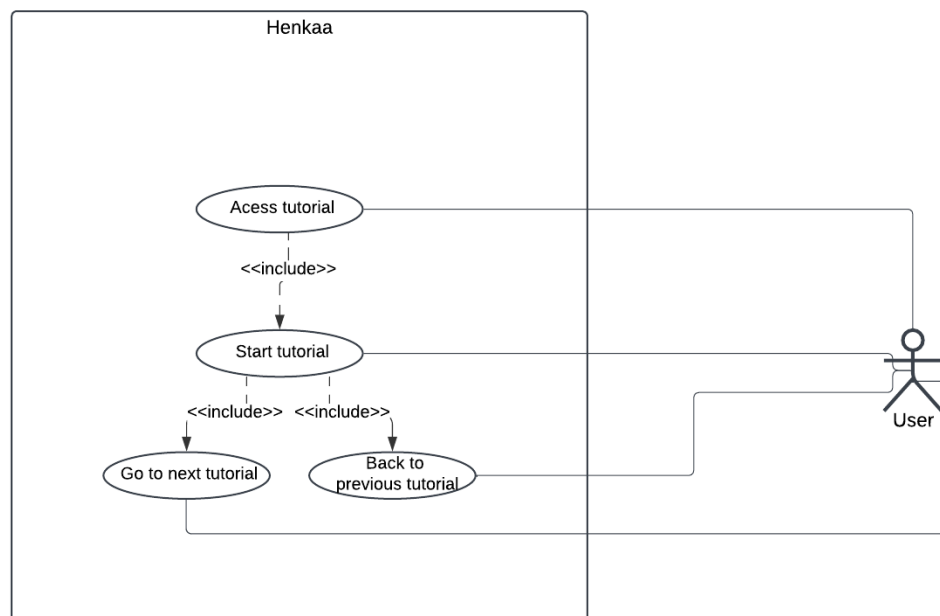 Henkaa
Acess tutorial
<<include>>
Start tutorial
<<include>>
<<include>>
Go to next tutorial
Back to
previous tutorial
User